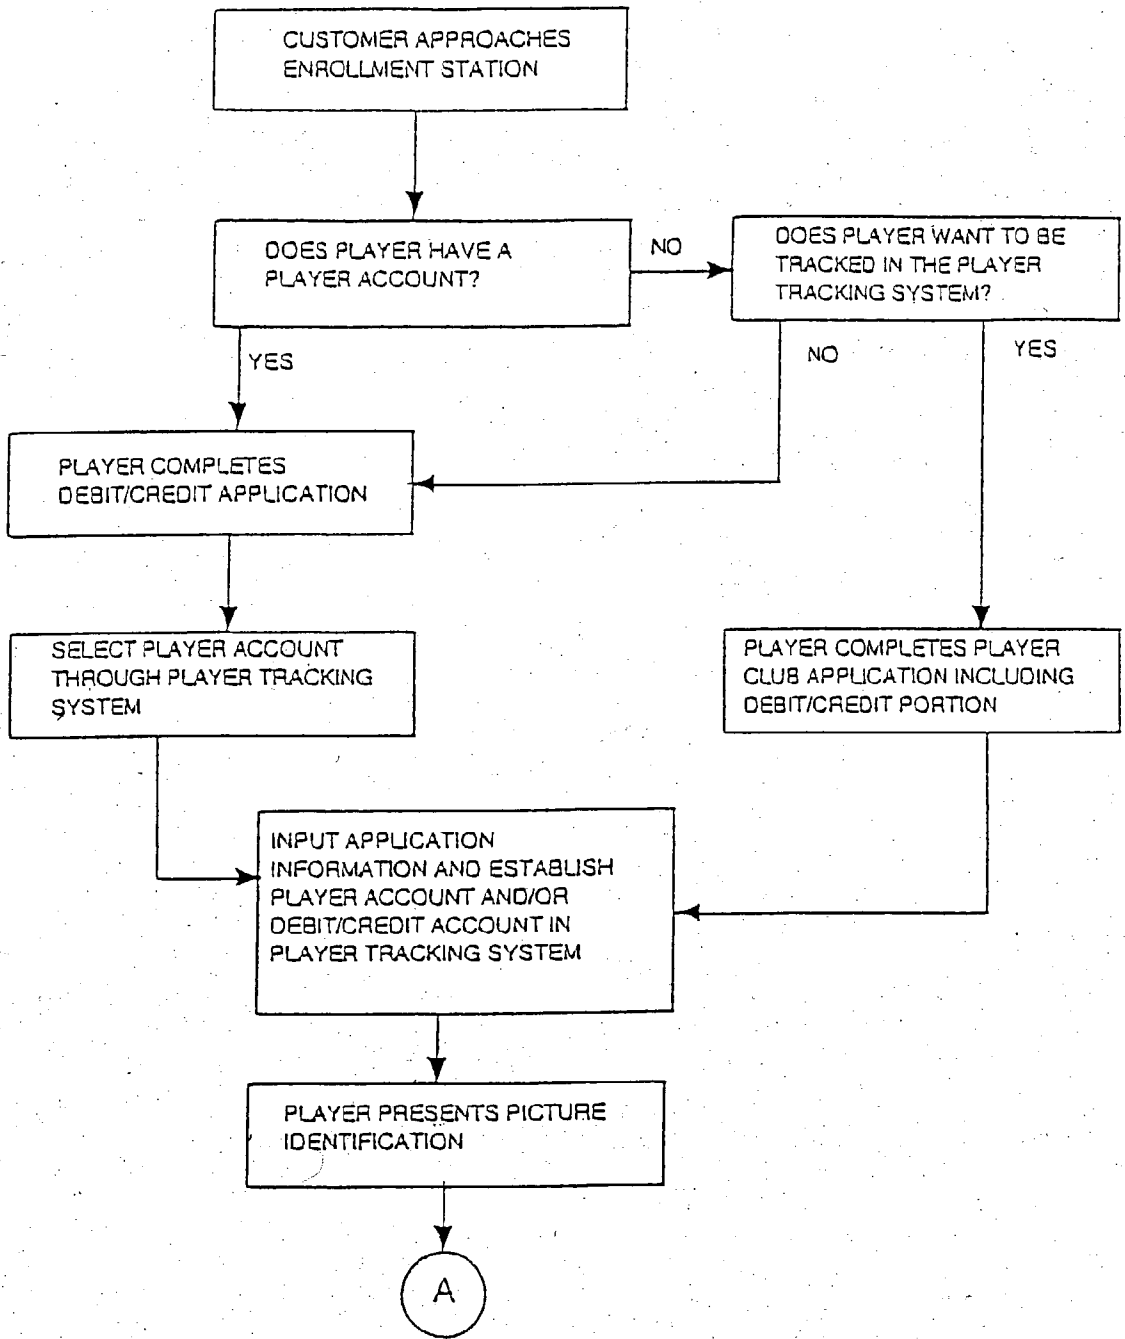 CUSTOMER APPROACHES
ENROLLMENT STATION
DOES PLAYER HAVE A
PLAYER ACCOUNT?
NO
DOES PLAYER WANT TO BE
TRACKED IN THE PLAYER
TRACKING SYSTEM?
YES
NO
YES
PLAYER COMPLETES
DEBIT/CREDIT APPLICATION
SELECT PLAYER ACCOUNT
THROUGH PLAYER TRACKING
SYSTEM
PLAYER COMPLETES PLAYER
CLUB APPLICATION INCLUDING
DEBIT/CREDIT PORTION
INPUT APPLICATION
INFORMATION AND ESTABLISH
PLAYER ACCOUNT AND/OR
DEBIT/CREDIT ACCOUNT IN
PLAYER TRACKING SYSTEM
PLAYER PRESENTS PICTURE
IDENTIFICATION
A